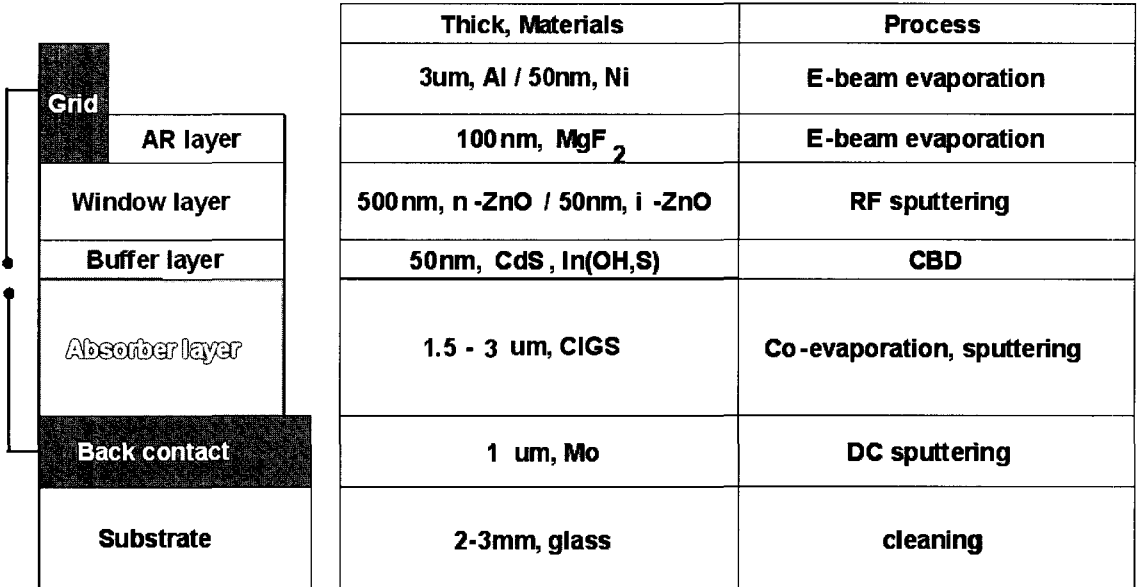 Thick, Materials Process
Grid 3um, Al / 50nm, Ni E-beam evaporation
AR layer 100nm, MgF2 E-beam evaporation
Window layer 500nm, n-ZnO / 50nm, i-ZnO RF sputtering
Buffer layer 50nm, CdS, In(OH,S) CBD
Absorber layer 1.5 - 3 um, CIGS Co-evaporation, sputtering
Back contact 1 um, Mo DC sputtering
Substrate 2-3mm, glass cleaning